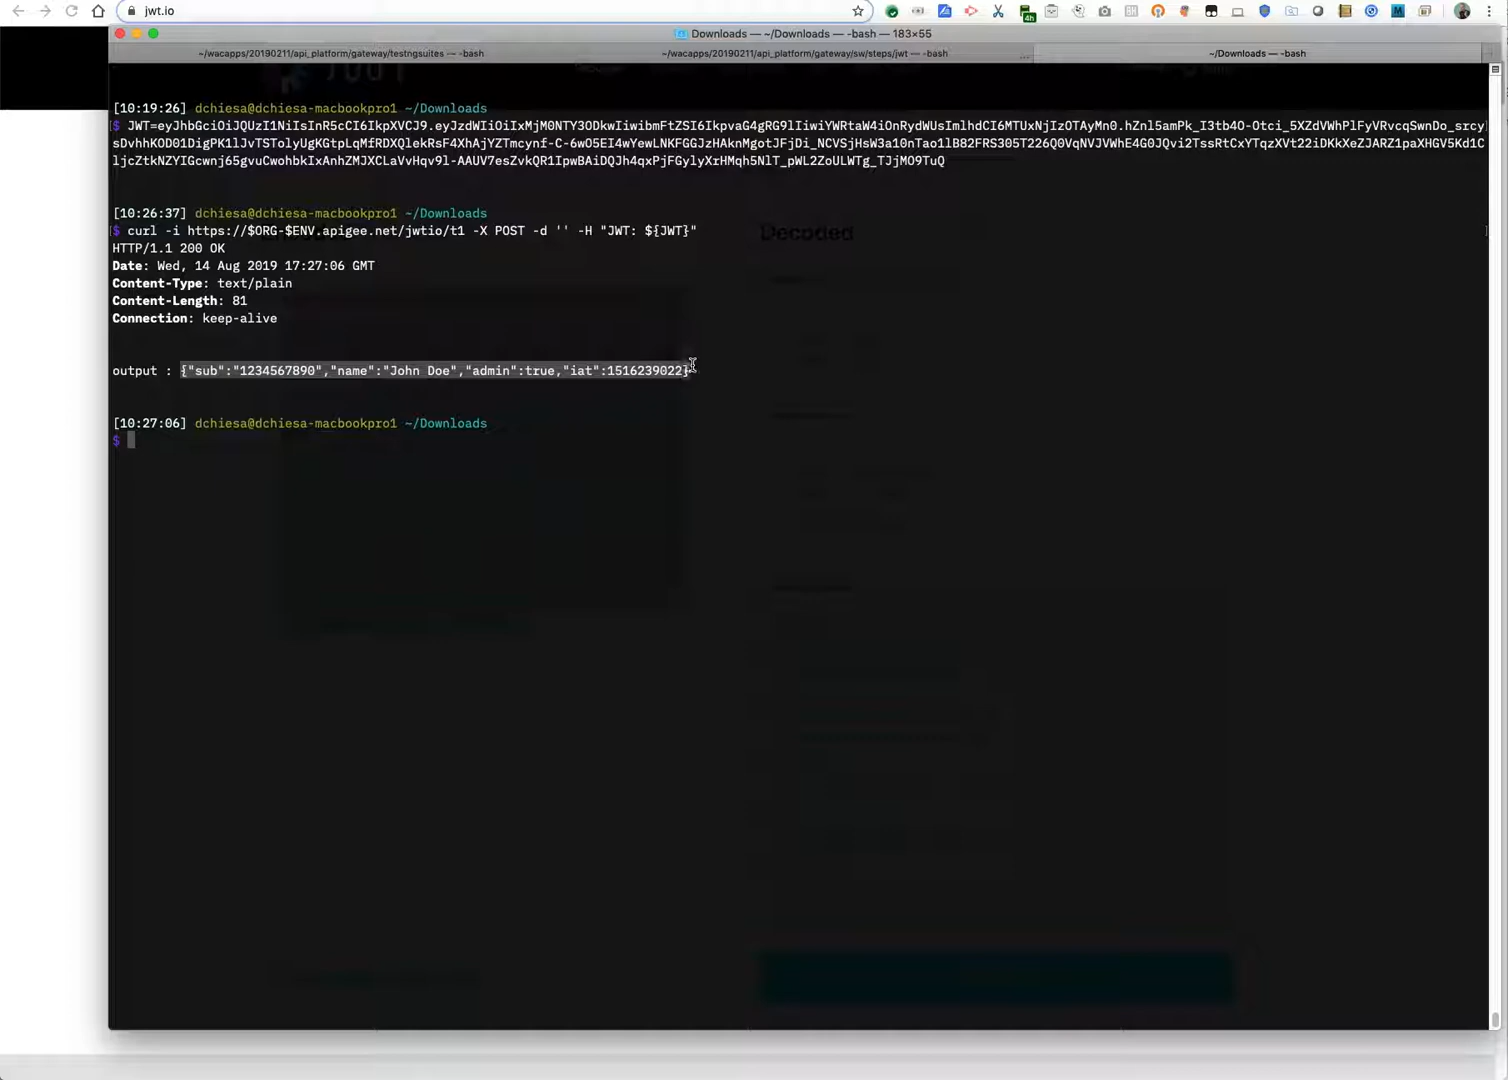 jwt.io
4h
Downloads — ~/Downloads — -bash — 183×55
~/wacapps/20190211/api_platform/gateway/testngsuites — -bash
~/wacapps/20190211/api_platform/gateway/sw/steps/jwt — -bash
...
~/Downloads — -bash
[10:19:26] dchiesa@dchiesa-macbookpro1 ~/Downloads
$ JWT=eyJhbGciOiJQUzI1NiIsInR5cCI6IkpXVCJ9.eyJzdWIiOiIxMjM0NTY3ODkwIiwibmFtZSI6IkpvaG4gRG9lIiwiYWRtaW4iOnRydWUsImlhdCI6MTUxNjIzOTAyMn0.hZnl5amPk_I3tb4O-Otci_5XZdVWhPlFyVRvcqSwnDo_srcy
sDvhhKOD01DigPK1lJvTSTolyUgKGtpLqMfRDXQlekRsF4XhAjYZTmcynf-C-6wO5EI4wYewLNKFGGJzHAknMgotJFjDi_NCVSjHsW3a10nTao1lB82FRS305T226Q0VqNVJVWhE4G0JQvi2TssRtCxYTqzXVt22iDKkXeZJARZ1paXHGV5Kd1C
ljcZtkNZYIGcwnj65gvuCwohbkIxAnhZMJXCLaVvHqv9l-AAUV7esZvkQR1IpwBAiDQJh4qxPjFGylyXrHMqh5NlT_pWL2ZoULWTg_TJjMO9TuQ
[10:26:37] dchiesa@dchiesa-macbookpro1 ~/Downloads
$ curl -i https://$ORG-$ENV.apigee.net/jwtio/t1 -X POST -d '' -H "JWT: ${JWT}"
HTTP/1.1 200 OK
Date: Wed, 14 Aug 2019 17:27:06 GMT
Content-Type: text/plain
Content-Length: 81
Connection: keep-alive
output : {"sub":"1234567890","name":"John Doe","admin":true,"iat":1516239022}
[10:27:06] dchiesa@dchiesa-macbookpro1 ~/Downloads
$
Decoded